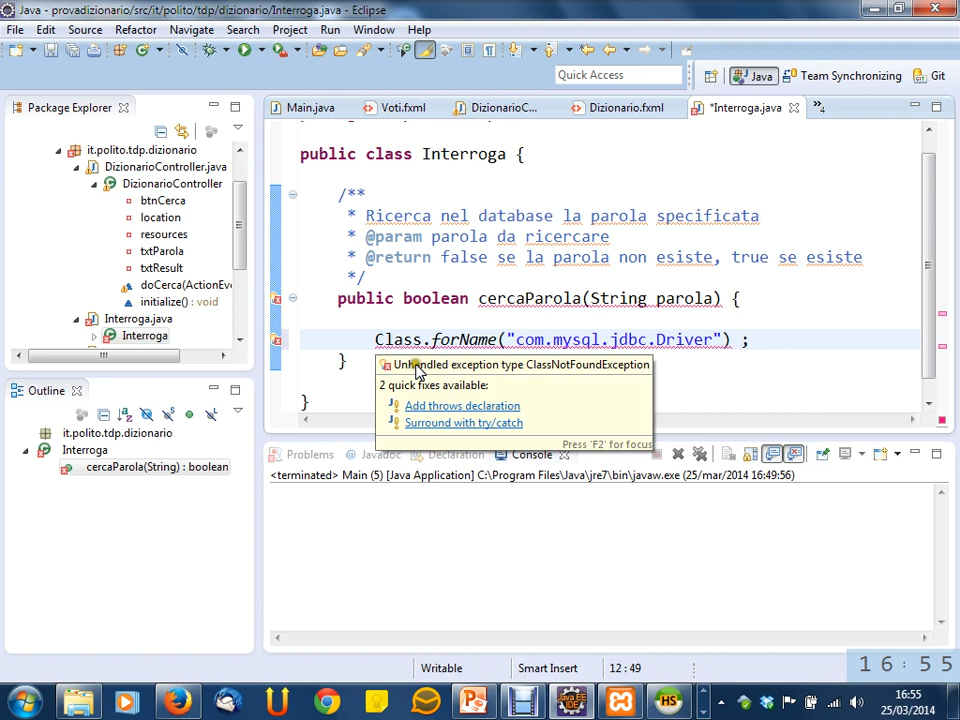 Java - provadizionario/src/it/polito/tdp/dizionario/Interroga.java - Eclipse
File Edit Source Refactor Navigate Search Project Run Window Help
Quick Access
Java
Team Synchronizing
Git
Package Explorer
it.polito.tdp.dizionario
DizionarioController.java
DizionarioController
btnCerca
location
resources
txtParola
txtResult
doCerca(ActionEve
initialize() : void
Interroga.java
Interroga
Outline
it.polito.tdp.dizionario
Interroga
cercaParola(String) : boolean
Main.java
Voti.fxml
DizionarioC...
Dizionario.fxml
*Interroga.java
»4
public class Interroga {
/**
* Ricerca nel database la parola specificata
* @param parola da ricercare
* @return false se la parola non esiste, true se esiste
*/
public boolean cercaParola(String parola) {
Class.forName("com.mysql.jdbc.Driver") ;
}
}
Unhandled exception type ClassNotFoundException
2 quick fixes available:
Add throws declaration
Surround with try/catch
Press 'F2' for focus
Problems
@ Javadoc
Declaration
Console
<terminated> Main (5) [Java Application] C:\Program Files\Java\jre7\bin\javaw.exe (25/mar/2014 16:49:56)
Writable
Smart Insert
12 : 49
16:55
16:55
25/03/2014